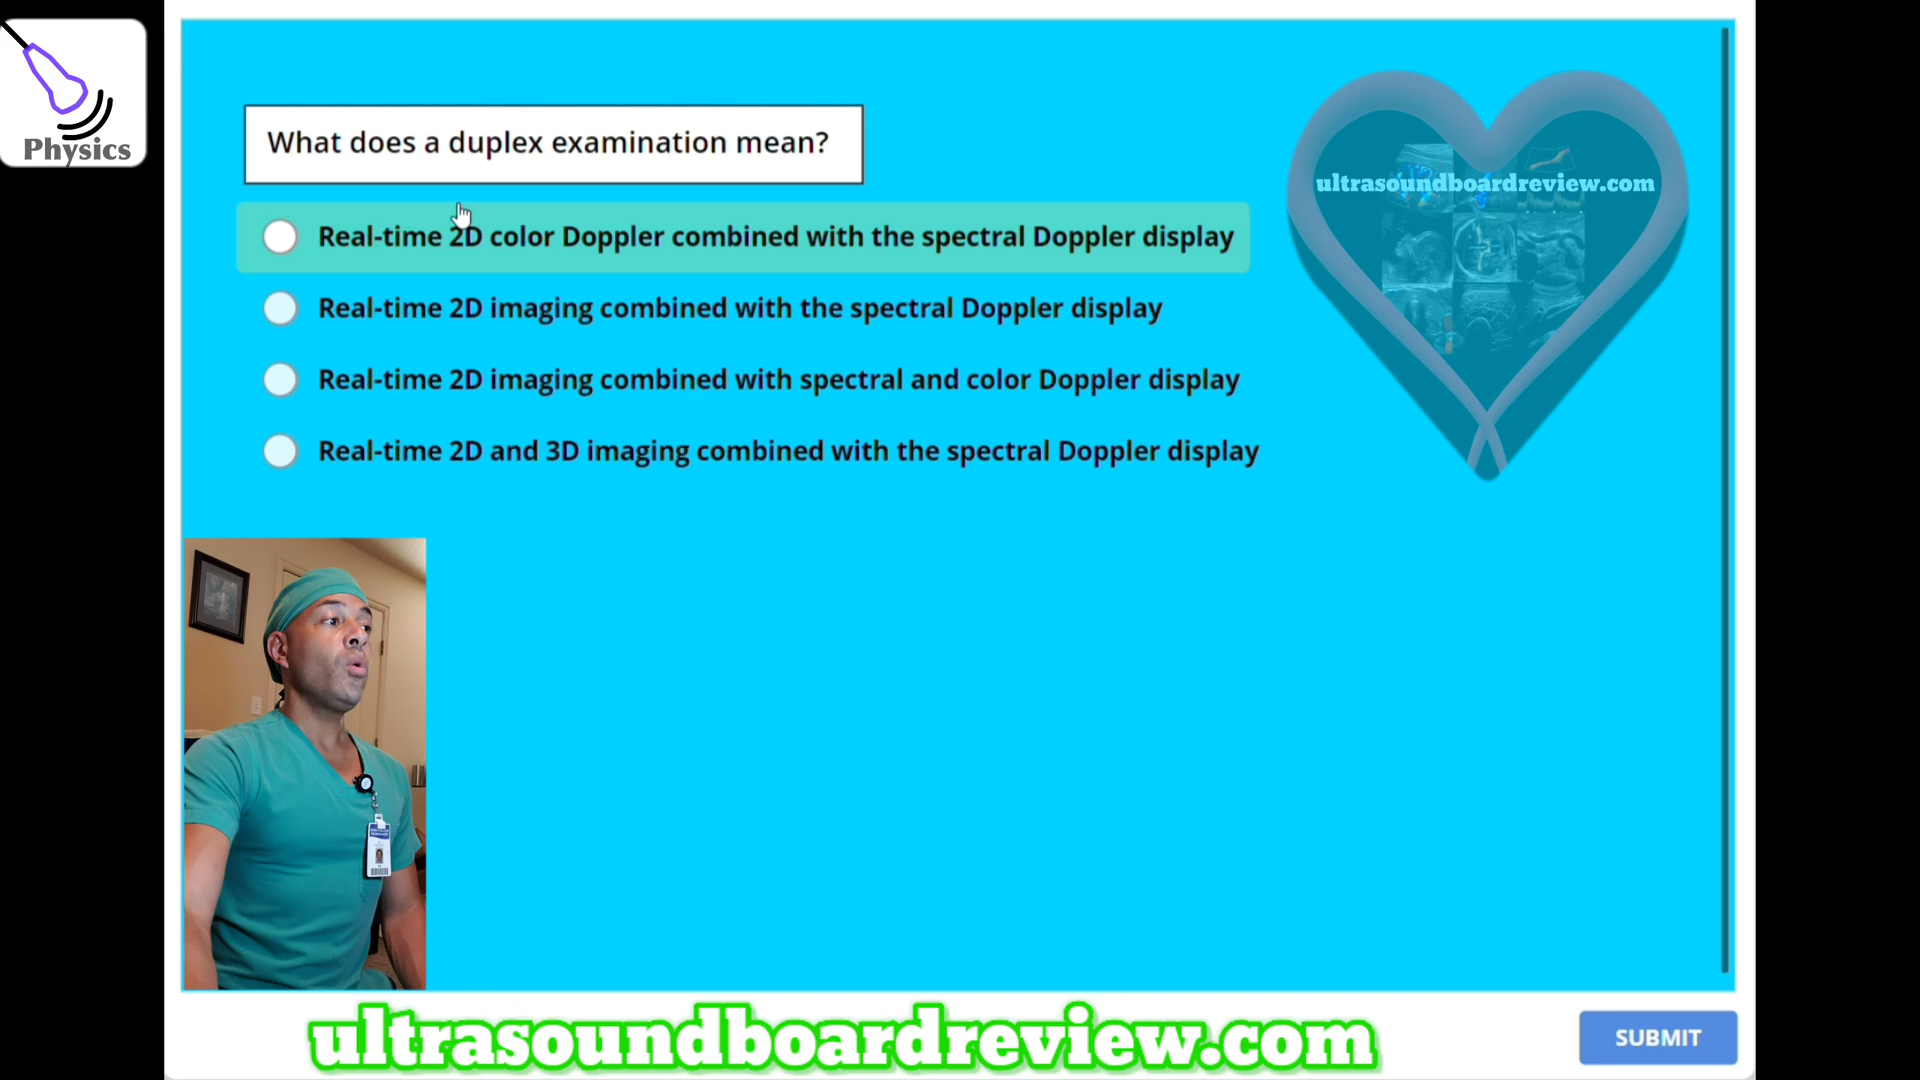 Physics
What does a duplex examination mean?
Real-time 2D color Doppler combined with the spectral Doppler display
Real-time 2D imaging combined with the spectral Doppler display
Real-time 2D imaging combined with spectral and color Doppler display
Real-time 2D and 3D imaging combined with the spectral Doppler display
ultrasoundboardreview.com
ultrasoundboardreview.com
SUBMIT